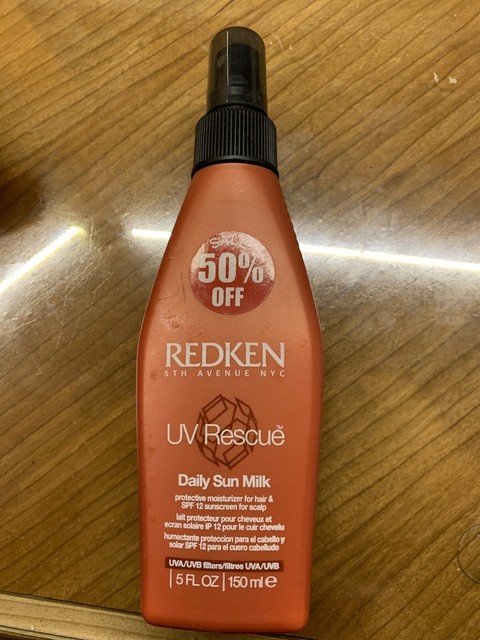 SALE
50%
OFF
REDKEN
5TH AVENUE NYC
UV Rescue™
Daily Sun Milk
protective moisturizer for hair &
SPF 12 sunscreen for scalp
lait protecteur pour cheveux et
ecran solaire IP 12 pour le cuir chevelu
humectante proteccion para el cabello y
solar SPF 12 para el cuero cabelludo
UVA/UVB filters/filtres UVA/UVB
5 FL OZ | 150 ml e